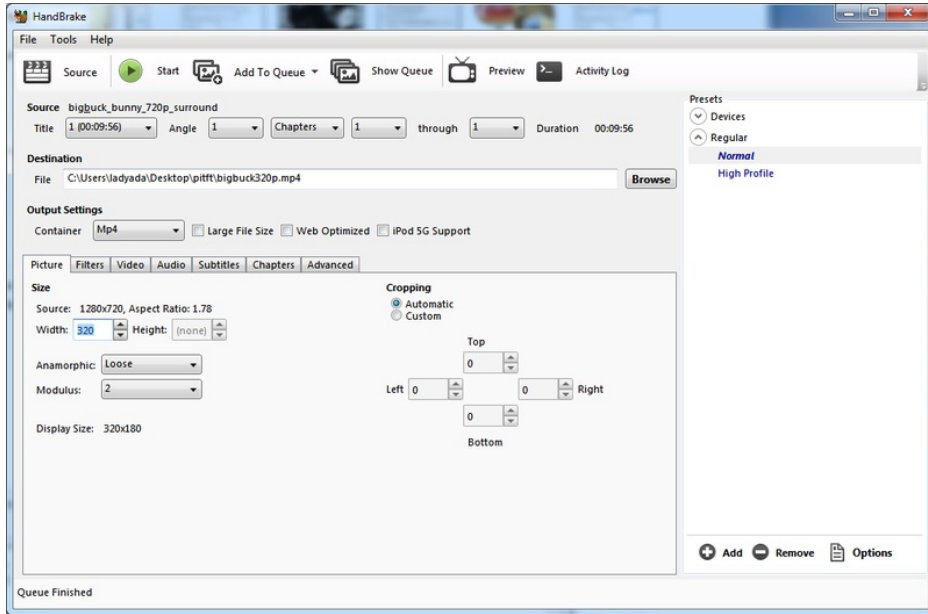 HandBrake
File Tools Help
Source Start Add To Queue Show Queue Preview Activity Log
Source bigbuck_bunny_720p_surround
Title 1 (00:09:56) Angle 1 Chapters 1 through 1 Duration 00:09:56
Destination
File C:\Users\ladyada\Desktop\pitft\bigbuck320p.mp4 Browse
Output Settings
Container Mp4 Large File Size Web Optimized iPod 5G Support
Picture Filters Video Audio Subtitles Chapters Advanced
Size
Source: 1280x720, Aspect Ratio: 1.78
Width: 320 Height: (none)
Anamorphic: Loose
Modulus: 2
Display Size: 320x180
Cropping
Automatic
Custom
Top
0
Left 0 0 Right
0
Bottom
Presets
Devices
Regular
Normal
High Profile
Add Remove Options
Queue Finished